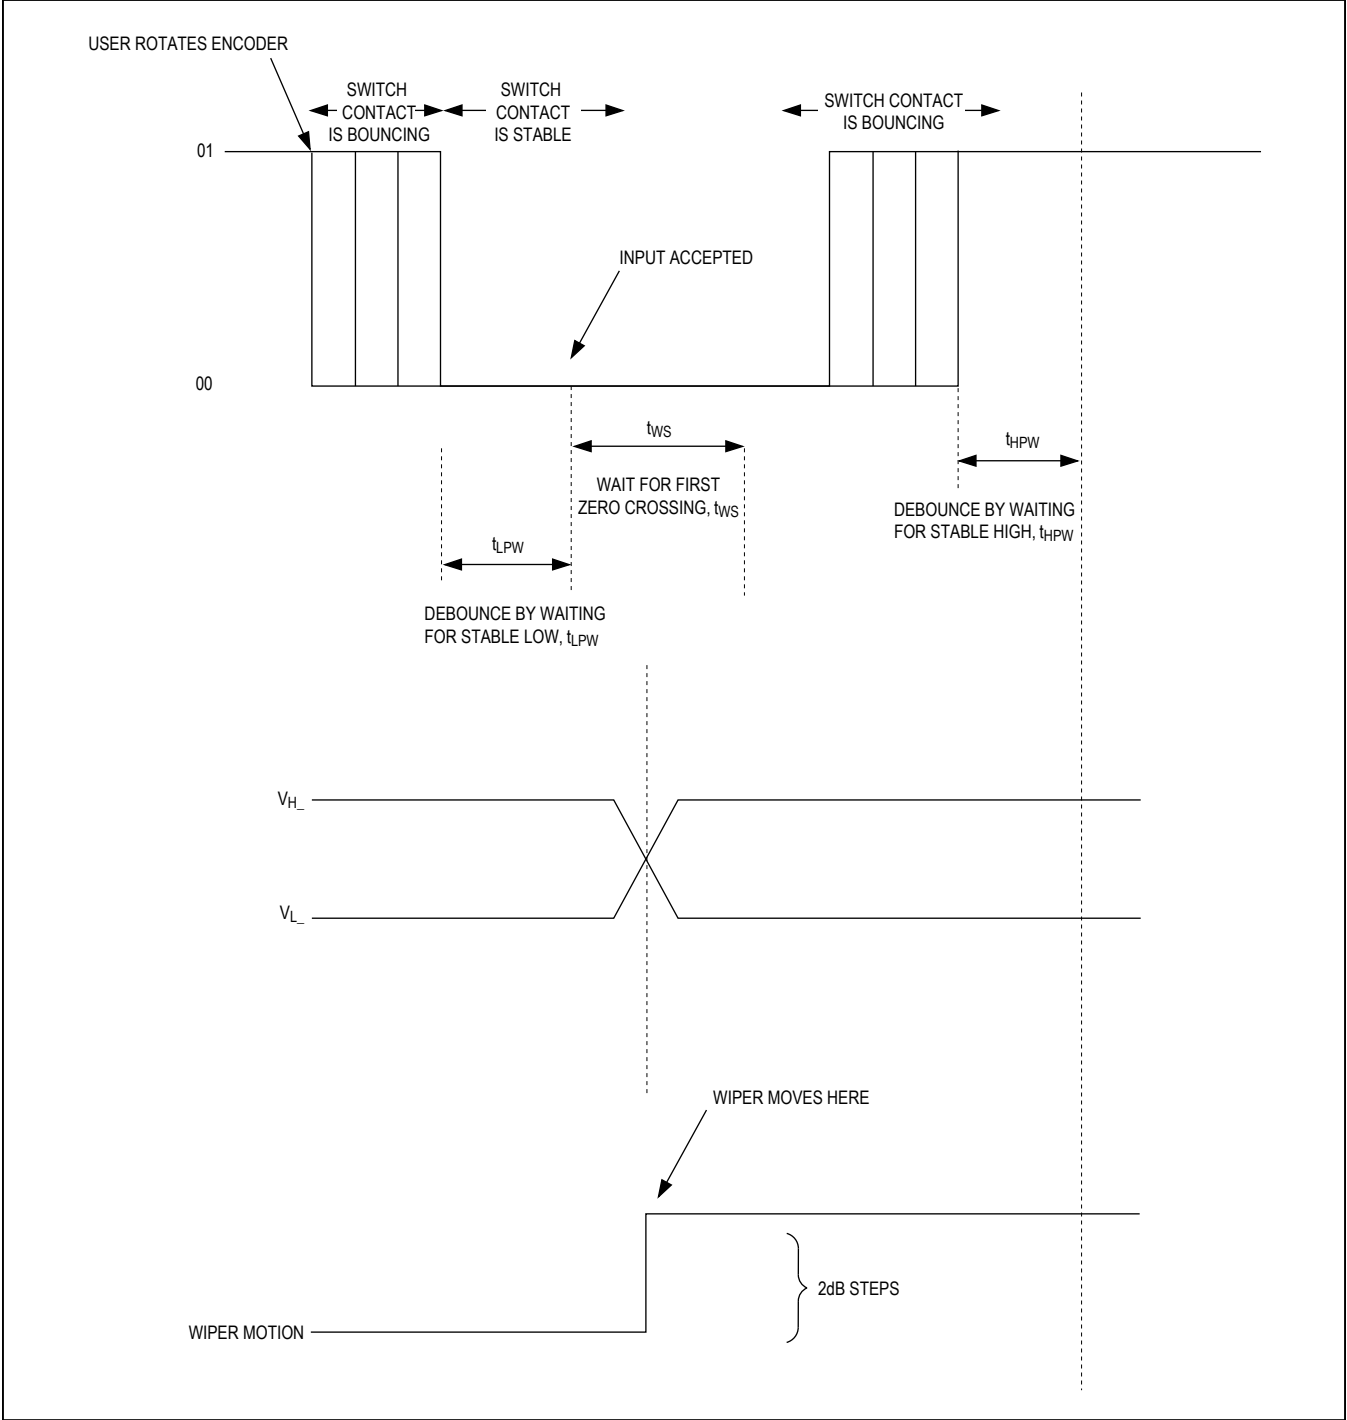 USER ROTATES ENCODER
SWITCH
CONTACT
IS BOUNCING
SWITCH
CONTACT
IS STABLE
SWITCH CONTACT
IS BOUNCING
01
INPUT ACCEPTED
00
tWS
tHPW
WAIT FOR FIRST
ZERO CROSSING, tWS
DEBOUNCE BY WAITING
FOR STABLE HIGH, tHPW
tLPW
DEBOUNCE BY WAITING
FOR STABLE LOW, tLPW
VH_
VL_
WIPER MOVES HERE
2dB STEPS
WIPER MOTION